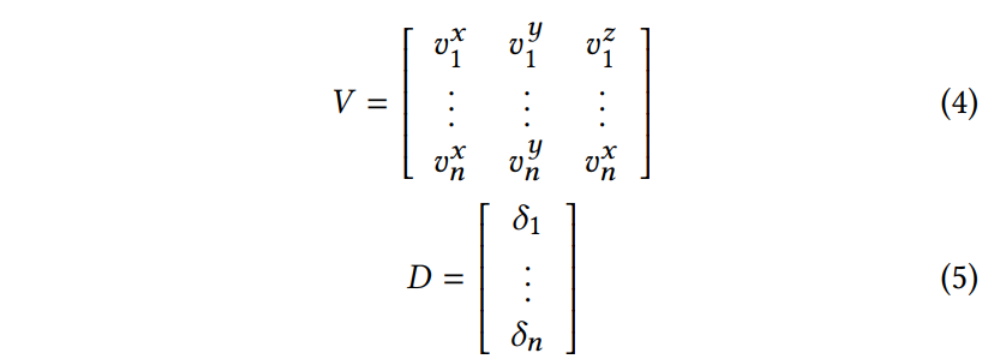 V = [ v_1^x v_1^y v_1^z
⋮ ⋮ ⋮
v_n^x v_n^y v_n^x ] (4)
D = [ δ_1
⋮
δ_n ] (5)